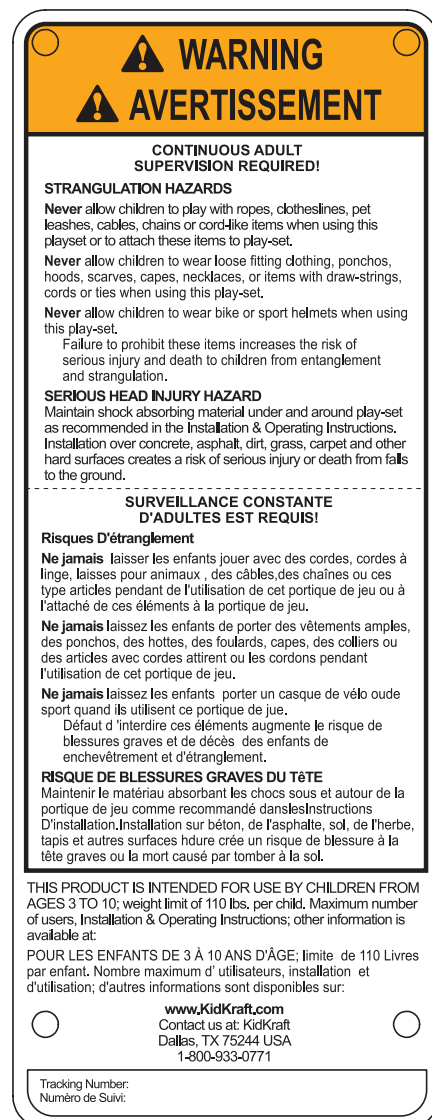 WARNING
AVERTISSEMENT
CONTINUOUS ADULT
SUPERVISION REQUIRED!
STRANGULATION HAZARDS
Never allow children to play with ropes, clotheslines, pet
leashes, cables, chains or cord-like items when using this
playset or to attach these items to play-set.
Never allow children to wear loose fitting clothing, ponchos,
hoods, scarves, capes, necklaces, or items with draw-strings,
cords or ties when using this play-set.
Never allow children to wear bike or sport helmets when using
this play-set.
Failure to prohibit these items increases the risk of
serious injury and death to children from entanglement
and strangulation.
SERIOUS HEAD INJURY HAZARD
Maintain shock absorbing material under and around play-set
as recommended in the Installation & Operating Instructions.
Installation over concrete, asphalt, dirt, grass, carpet and other
hard surfaces creates a risk of serious injury or death from falls
to the ground.
SURVEILLANCE CONSTANTE
D'ADULTES EST REQUIS!
Risques D'étranglement
Ne jamais laisser les enfants jouer avec des cordes, cordes à
linge, laisses pour animaux , des câbles,des chaînes ou ces
type articles pendant de l'utilisation de cet portique de jeu ou à
l'attaché de ces éléments à la portique de jeu.
Ne jamais laissez les enfants de porter des vêtements amples,
des ponchos, des hottes, des foulards, capes, des colliers ou
des articles avec cordes attirent ou les cordons pendant
l'utilisation de cet portique de jeu.
Ne jamais laissez les enfants porter un casque de vélo oude
sport quand ils utilisent ce portique de jue.
Défaut d 'interdire ces éléments augmente le risque de
blessures graves et de décès des enfants de
enchevêtrement et d'étranglement.
RISQUE DE BLESSURES GRAVES DU TêTE
Maintenir le matériau absorbant les chocs sous et autour de la
portique de jeu comme recommandé danslesInstructions
D'installation.Installation sur béton, de l'asphalte, sol, de l'herbe,
tapis et autres surfaces hdure crée un risque de blessure à la
tête graves ou la mort causé par tomber à la sol.
THIS PRODUCT IS INTENDED FOR USE BY CHILDREN FROM
AGES 3 TO 10; weight limit of 110 lbs. per child. Maximum number
of users, Installation & Operating Instructions; other information is
available at:
POUR LES ENFANTS DE 3 À 10 ANS D'ÂGE; limite de 110 Livres
par enfant. Nombre maximum d' utilisateurs, installation et
d'utilisation; d'autres informations sont disponibles sur:
www.KidKraft.com
Contact us at: KidKraft
Dallas, TX 75244 USA
1-800-933-0771
Tracking Number:
Numèro de Suivi: